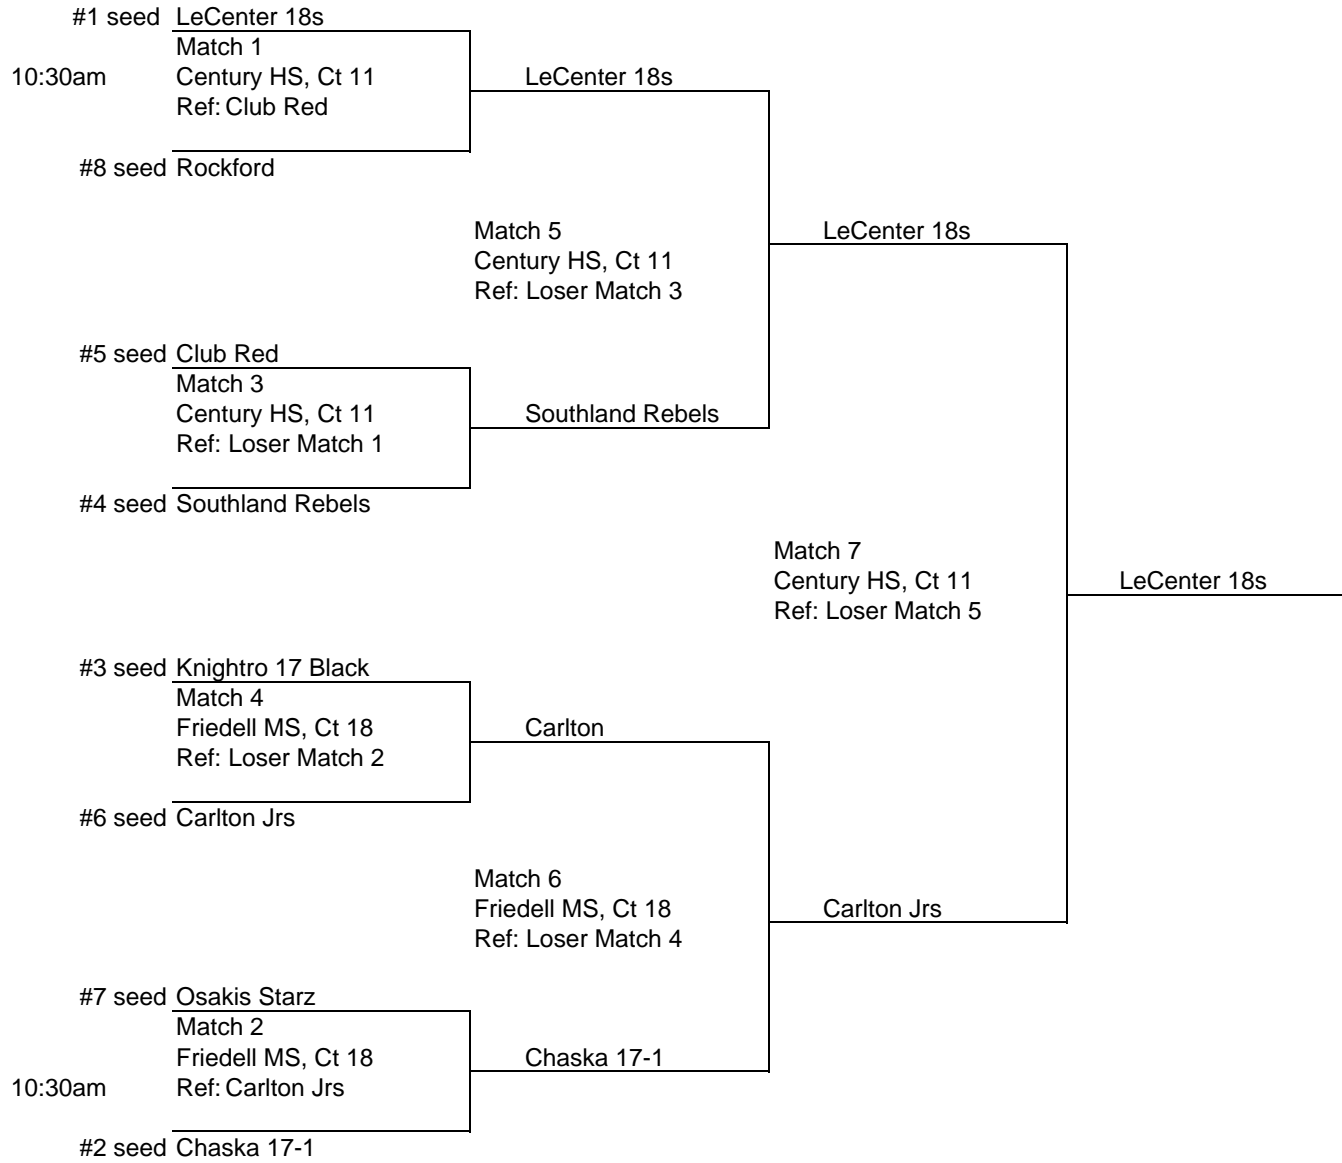 #1 seed LeCenter 18s
Match 1
10:30am Century HS, Ct 11 LeCenter 18s
Ref: Club Red
#8 seed Rockford
Match 5 LeCenter 18s
Century HS, Ct 11
Ref: Loser Match 3
#5 seed Club Red
Match 3
Century HS, Ct 11 Southland Rebels
Ref: Loser Match 1
#4 seed Southland Rebels
Match 7
Century HS, Ct 11 LeCenter 18s
Ref: Loser Match 5
#3 seed Knightro 17 Black
Match 4
Friedell MS, Ct 18 Carlton
Ref: Loser Match 2
#6 seed Carlton Jrs
Match 6
Friedell MS, Ct 18 Carlton Jrs
Ref: Loser Match 4
#7 seed Osakis Starz
Match 2
Friedell MS, Ct 18 Chaska 17-1
10:30am Ref: Carlton Jrs
#2 seed Chaska 17-1